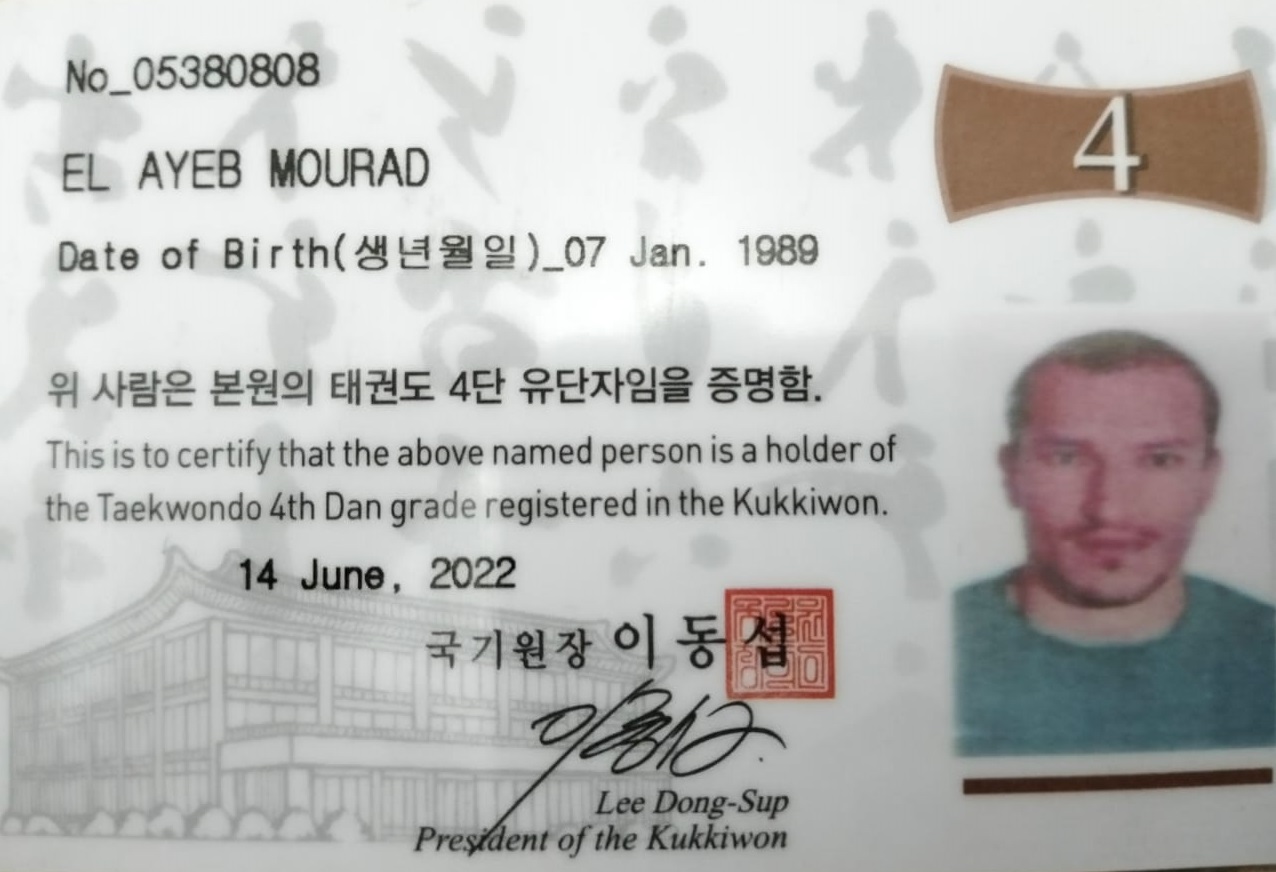 No_05380808
4
EL AYEB MOURAD
Date of Birth(생년월일)_07 Jan. 1989
위 사람은 본원의 태권도 4단 유단자임을 증명함.
This is to certify that the above named person is a holder of
the Taekwondo 4th Dan grade registered in the Kukkiwon.
14 June, 2022
국기원장 이동섭
Lee Dong-Sup
President of the Kukkiwon